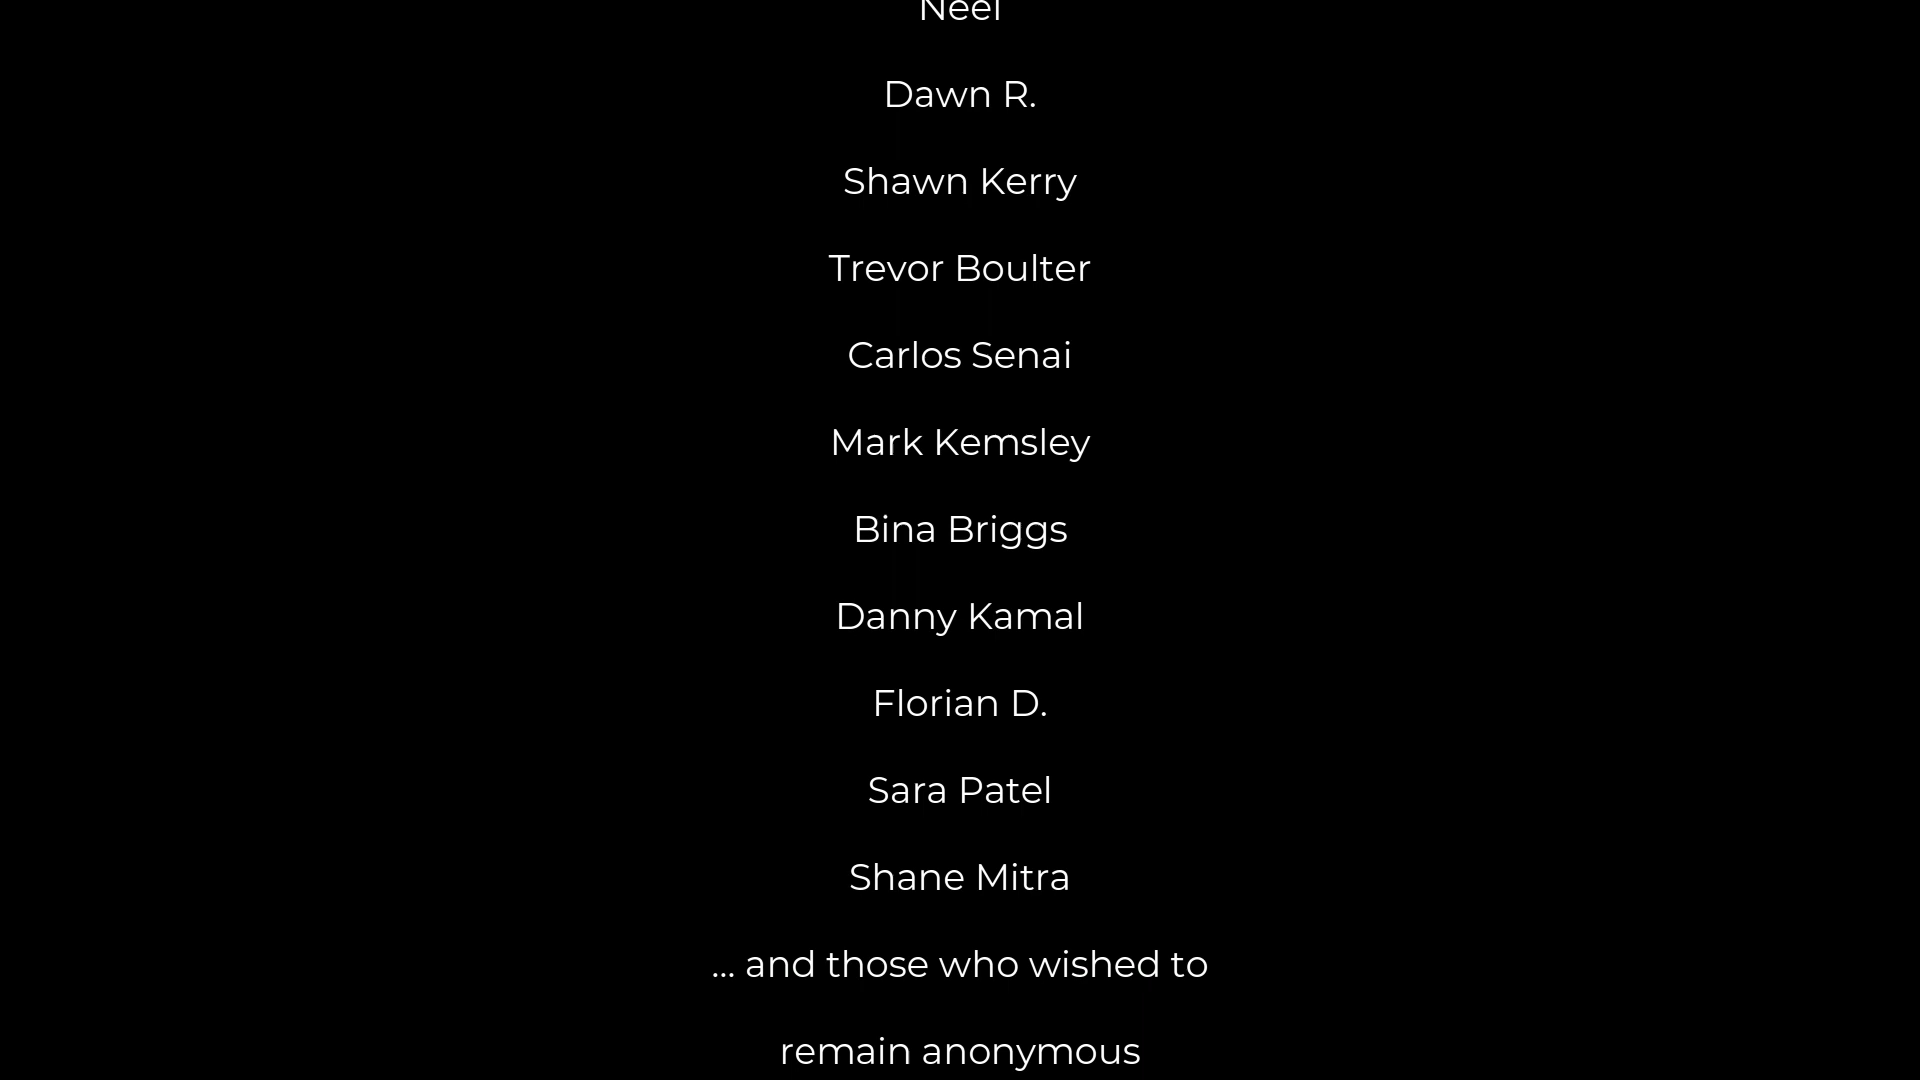 Neel
Dawn R.
Shawn Kerry
Trevor Boulter
Carlos Senai
Mark Kemsley
Bina Briggs
Danny Kamal
Florian D.
Sara Patel
Shane Mitra
... and those who wished to
remain anonymous